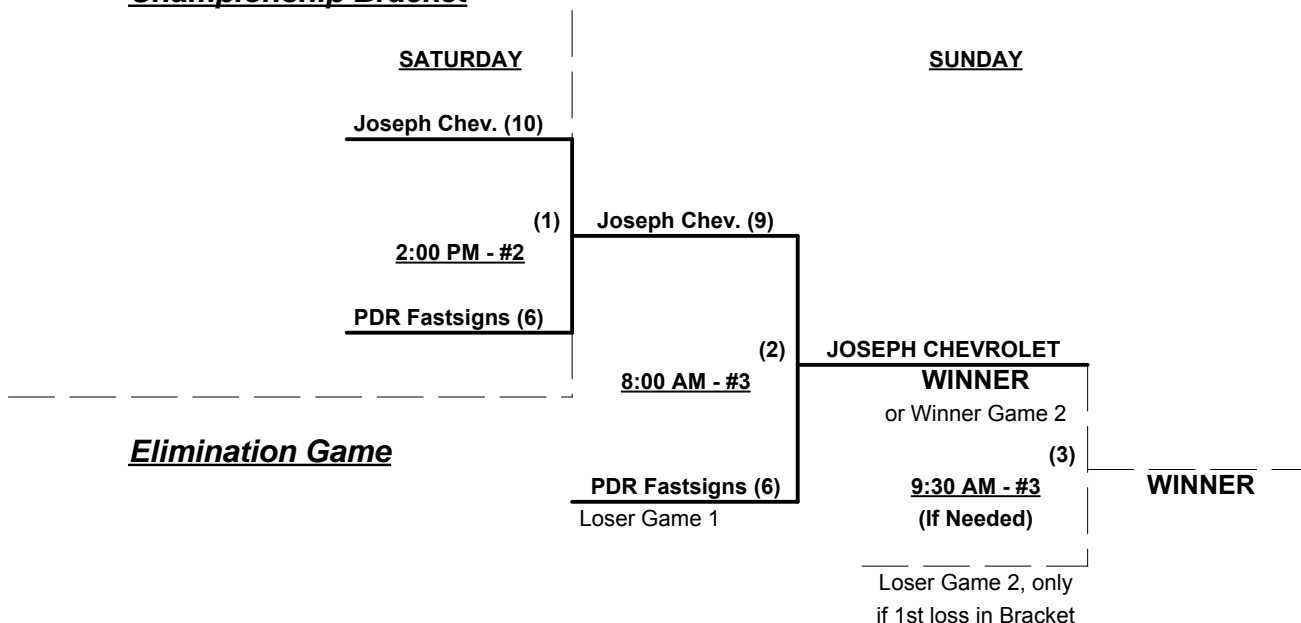 Championship Bracket
SATURDAY
SUNDAY
Joseph Chev. (10)
(1)
Joseph Chev. (9)
2:00 PM - #2
PDR Fastsigns (6)
(2)
JOSEPH CHEVROLET
8:00 AM - #3
WINNER
or Winner Game 2
Elimination Game
(3)
PDR Fastsigns (6)
9:30 AM - #3
WINNER
Loser Game 1
(If Needed)
Loser Game 2, only
if 1st loss in Bracket